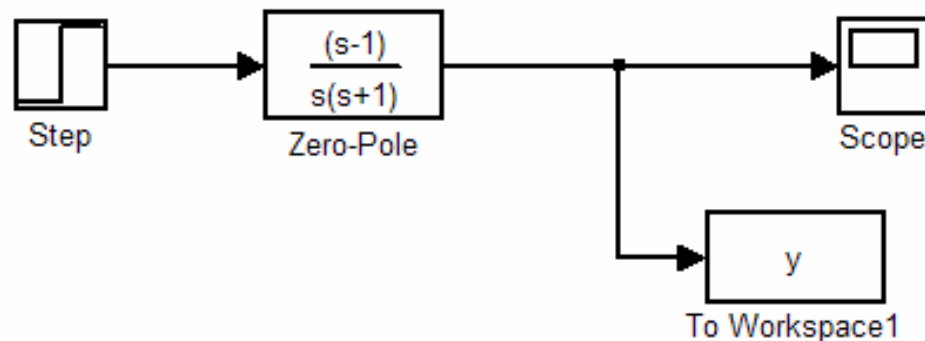 Step
(s-1)
s(s+1)
Zero-Pole
Scope
y
To Workspace1